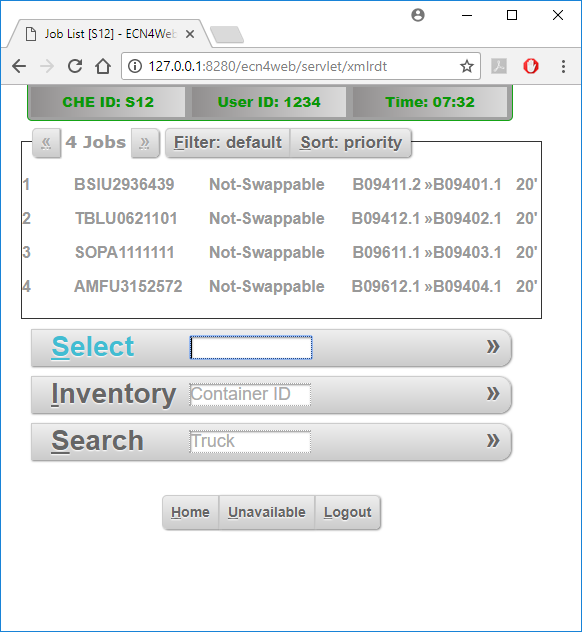 Job List [S12] - ECN4Web
127.0.0.1:8280/ecn4web/servlet/xmlrdt
CHE ID: S12 User ID: 1234 Time: 07:32
« 4 Jobs » Filter: default Sort: priority
1 BSIU2936439 Not-Swappable B09411.2 »B09401.1 20'
2 TBLU0621101 Not-Swappable B09412.1 »B09402.1 20'
3 SOPA1111111 Not-Swappable B09611.1 »B09403.1 20'
4 AMFU3152572 Not-Swappable B09612.1 »B09404.1 20'
Select »
Inventory Container ID »
Search Truck »
Home Unavailable Logout